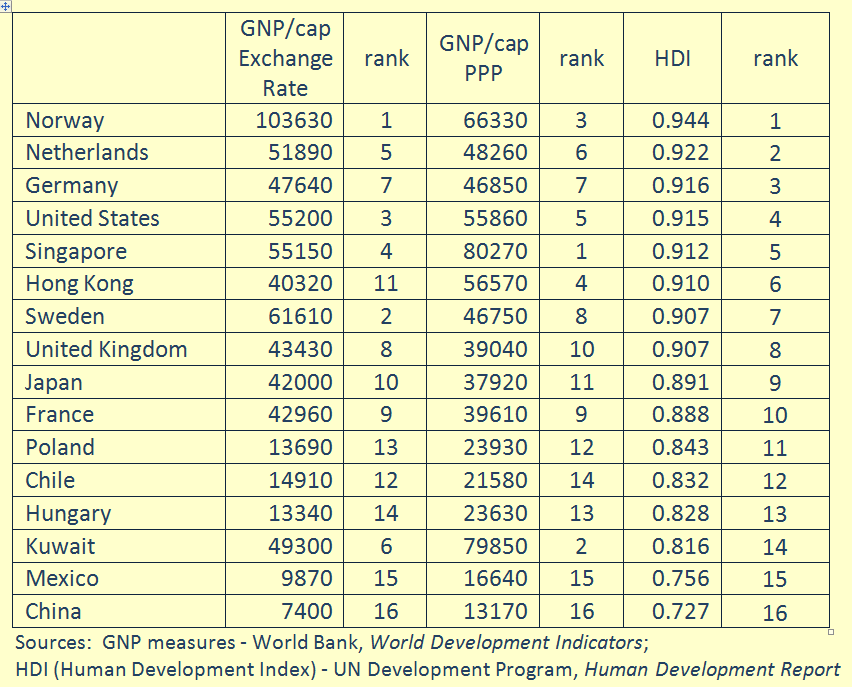 GNP/cap Exchange Rate rank GNP/cap PPP rank HDI rank
Norway 103630 1 66330 3 0.944 1
Netherlands 51890 5 48260 6 0.922 2
Germany 47640 7 46850 7 0.916 3
United States 55200 3 55860 5 0.915 4
Singapore 55150 4 80270 1 0.912 5
Hong Kong 40320 11 56570 4 0.910 6
Sweden 61610 2 46750 8 0.907 7
United Kingdom 43430 8 39040 10 0.907 8
Japan 42000 10 37920 11 0.891 9
France 42960 9 39610 9 0.888 10
Poland 13690 13 23930 12 0.843 11
Chile 14910 12 21580 14 0.832 12
Hungary 13340 14 23630 13 0.828 13
Kuwait 49300 6 79850 2 0.816 14
Mexico 9870 15 16640 15 0.756 15
China 7400 16 13170 16 0.727 16
Sources: GNP measures - World Bank, World Development Indicators;
HDI (Human Development Index) - UN Development Program, Human Development Report